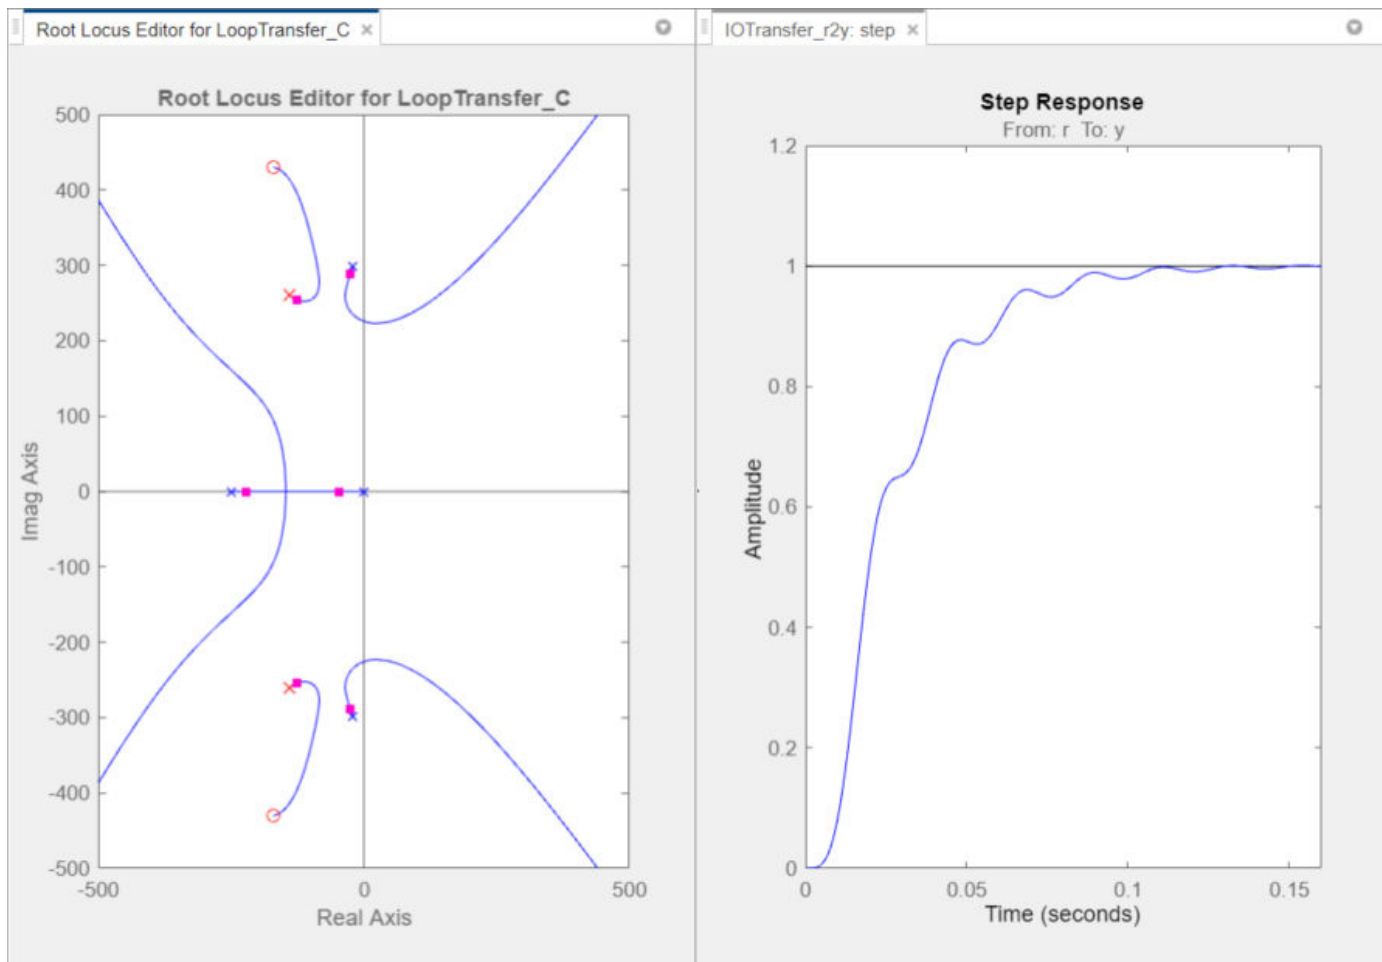 Root Locus Editor for LoopTransfer_C ×
Root Locus Editor for LoopTransfer_C
500
400
300
200
100
0
-100
-200
-300
-400
-500
Imag Axis
-500 0 500
Real Axis
IOTransfer_r2y: step ×
Step Response
From: r To: y
1.2
1
0.8
0.6
0.4
0.2
0
Amplitude
0 0.05 0.1 0.15
Time (seconds)